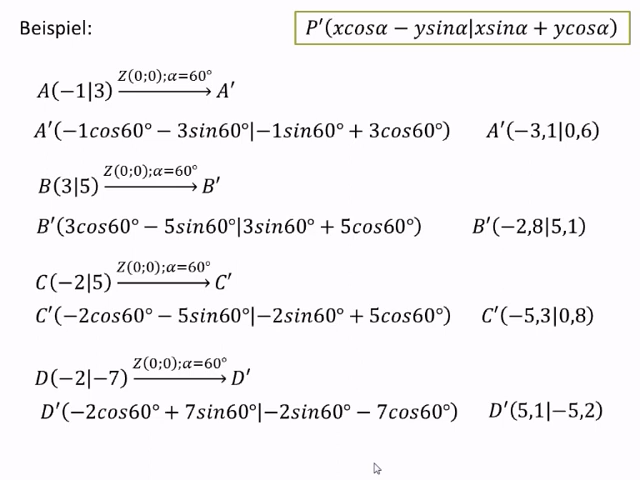 Beispiel:
P′(xcosα − ysinα|xsinα + ycosα)
A(−1|3) Z(0;0);α=60° → A′
A′(−1cos60° − 3sin60°|−1sin60° + 3cos60°) A′(−3,1|0,6)
B(3|5) Z(0;0);α=60° → B′
B′(3cos60° − 5sin60°|3sin60° + 5cos60°) B′(−2,8|5,1)
C(−2|5) Z(0;0);α=60° → C′
C′(−2cos60° − 5sin60°|−2sin60° + 5cos60°) C′(−5,3|0,8)
D(−2|−7) Z(0;0);α=60° → D′
D′(−2cos60° + 7sin60°|−2sin60° − 7cos60°) D′(5,1|−5,2)